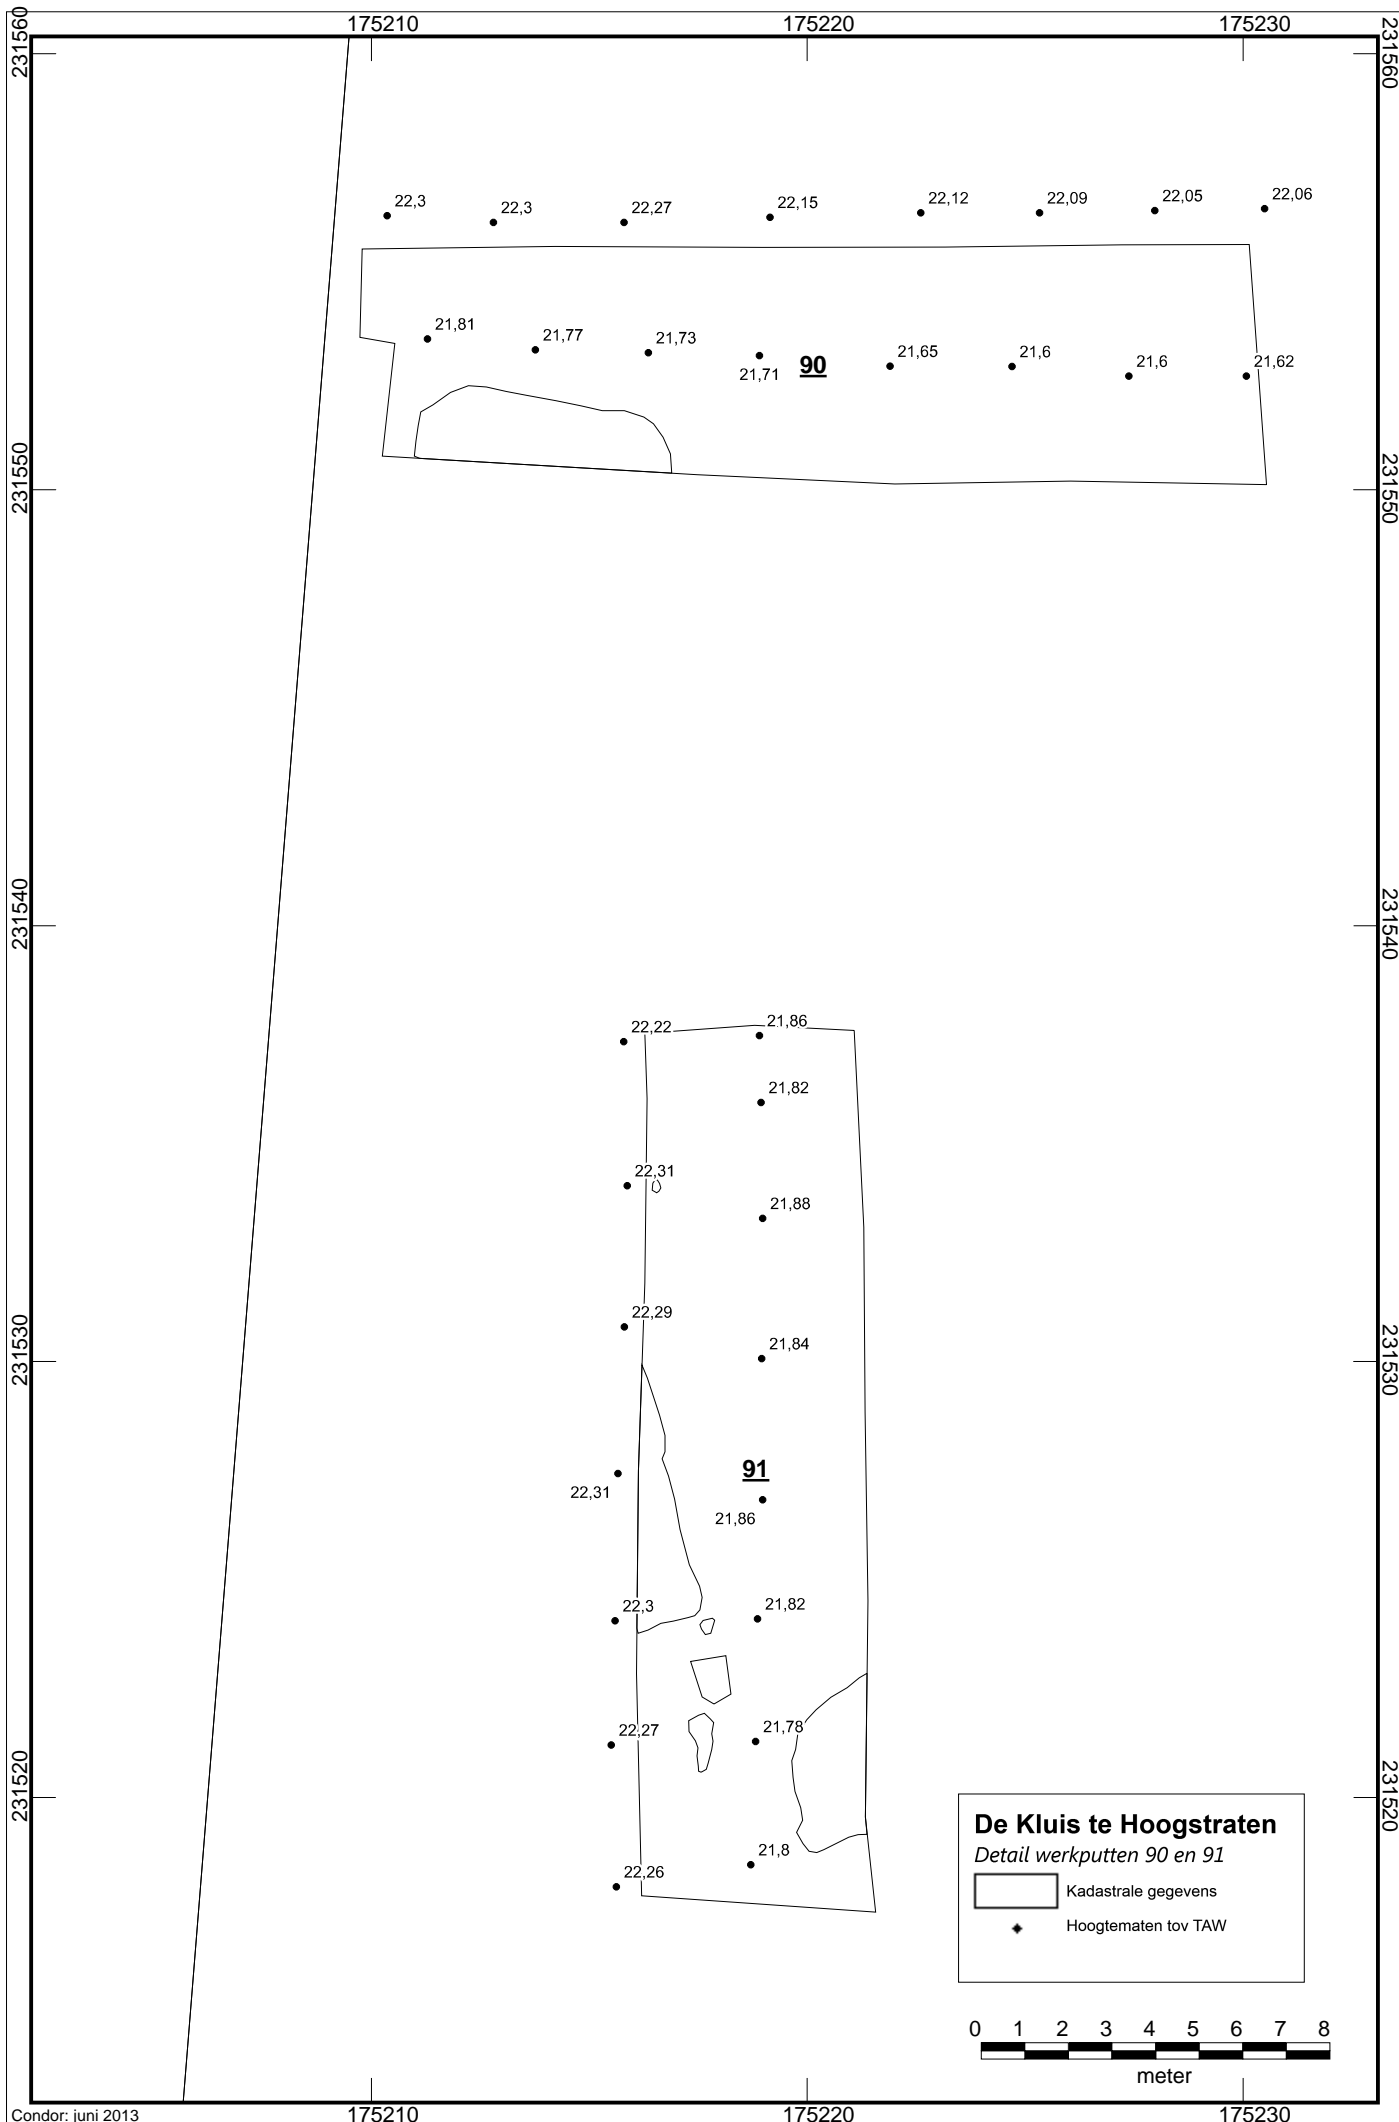 175210 175220 175230
231560 231560
22,3 22,3 22,27 22,15 22,12 22,09 22,05 22,06
21,81 21,77 21,73 21,71 90 21,65 21,6 21,6 21,62
231550 231550
231540 231540
22,22 21,86
21,82
22,31
21,88
22,29
21,84
231530 231530
91
22,31
21,86
22,3 21,82
22,27 21,78
231520 231520
22,26 21,8
De Kluis te Hoogstraten
Detail werkputten 90 en 91
Kadastrale gegevens
Hoogtematen tov TAW
0 1 2 3 4 5 6 7 8
meter
175210 175220 175230
Condor: juni 2013